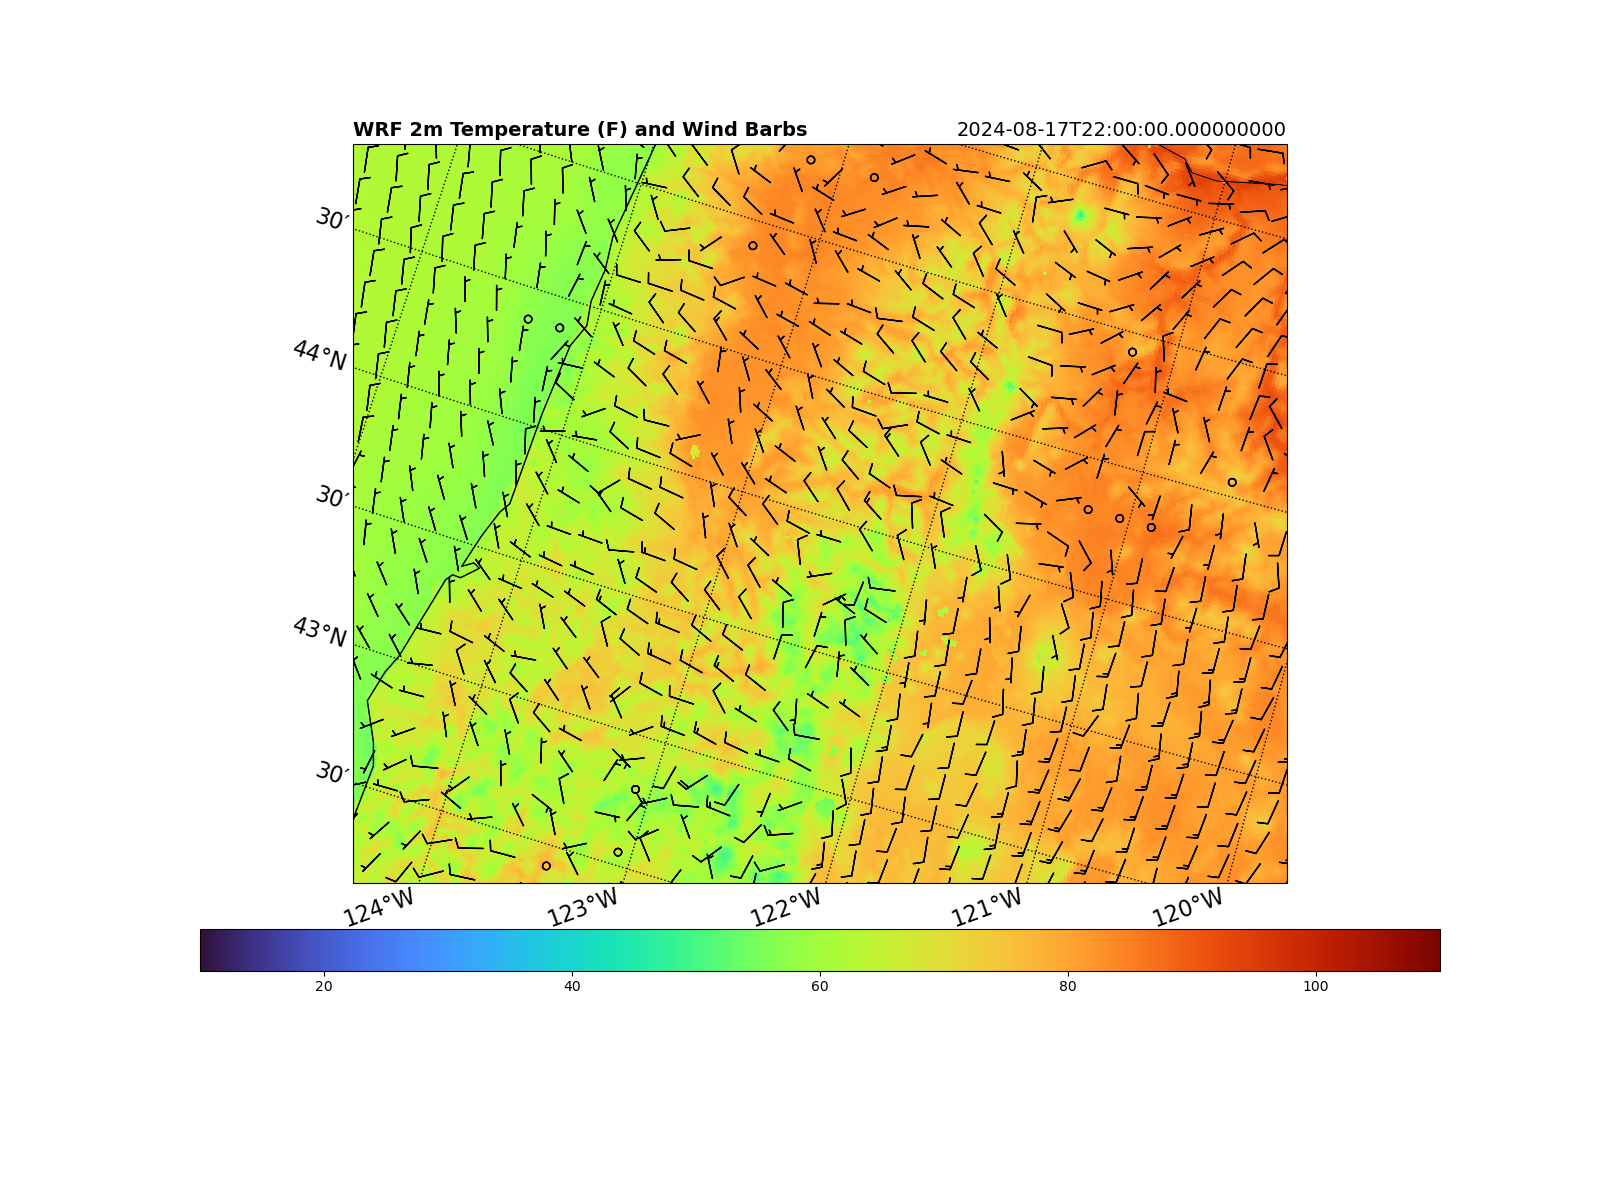 WRF 2m Temperature (F) and Wind Barbs 2024-08-17T22:00:00.000000000
30′
44°N
30′
43°N
30′
124°W 123°W 122°W 121°W 120°W
20 40 60 80 100